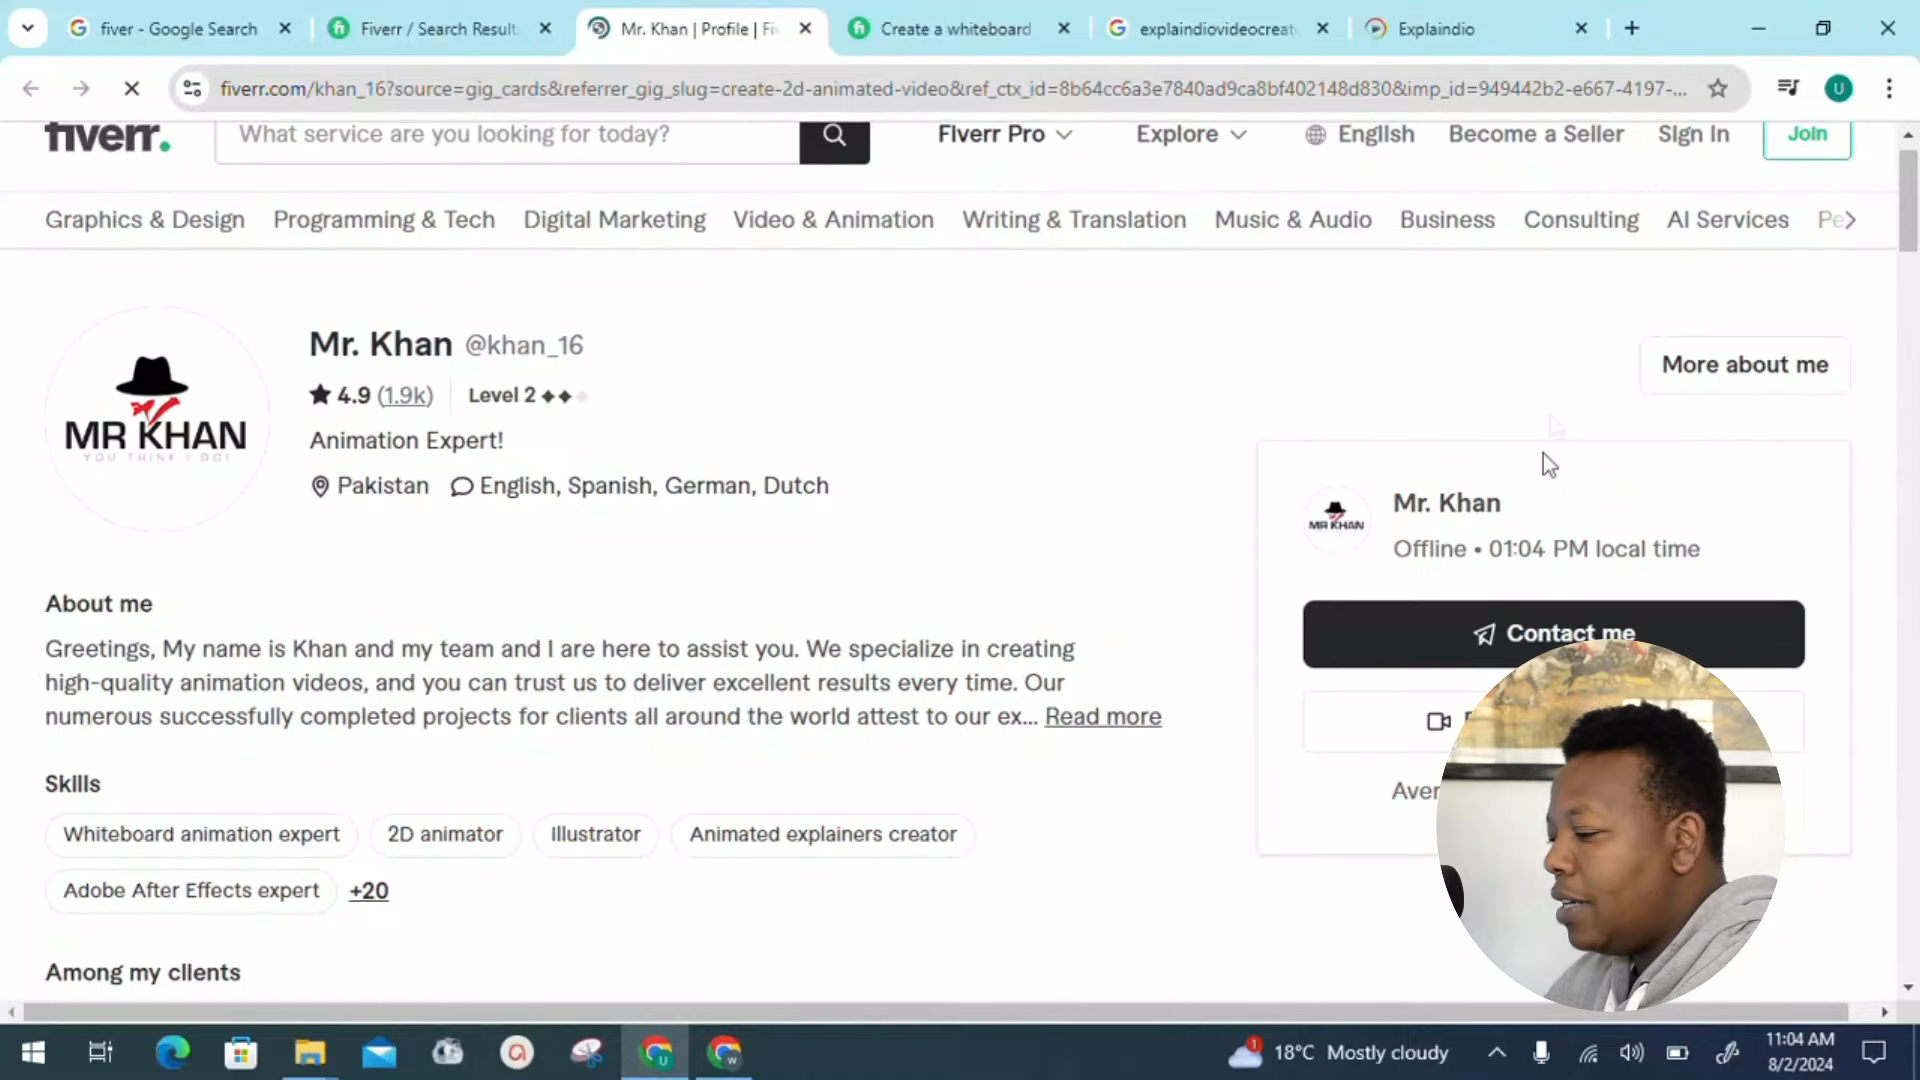 fiver - Google Search
Fiverr / Search Result
Mr. Khan | Profile | Fi
Create a whiteboard
explaindiovideocreat
Explaindio
fiverr.com/khan_16?source=gig_cards&referrer_gig_slug=create-2d-animated-video&ref_ctx_id=8b64cc6a3e7840ad9ca8bf402148d830&imp_id=949442b2-e667-4197-...
U
fiverr.
What service are you looking for today?
Fiverr Pro
Explore
English
Become a Seller
Sign In
Join
Graphics & Design
Programming & Tech
Digital Marketing
Video & Animation
Writing & Translation
Music & Audio
Business
Consulting
AI Services
Pe
MR KHAN
YOU THINK I DO!
Mr. Khan @khan_16
4.9 (1.9k) Level 2
Animation Expert!
Pakistan English, Spanish, German, Dutch
More about me
Mr. Khan
MR KHAN
Offline • 01:04 PM local time
Contact me
Aver
About me
Greetings, My name is Khan and my team and I are here to assist you. We specialize in creating
high-quality animation videos, and you can trust us to deliver excellent results every time. Our
numerous successfully completed projects for clients all around the world attest to our ex... Read more
Skills
Whiteboard animation expert
2D animator
Illustrator
Animated explainers creator
Adobe After Effects expert
+20
Among my clients
1
18°C Mostly cloudy
11:04 AM
8/2/2024